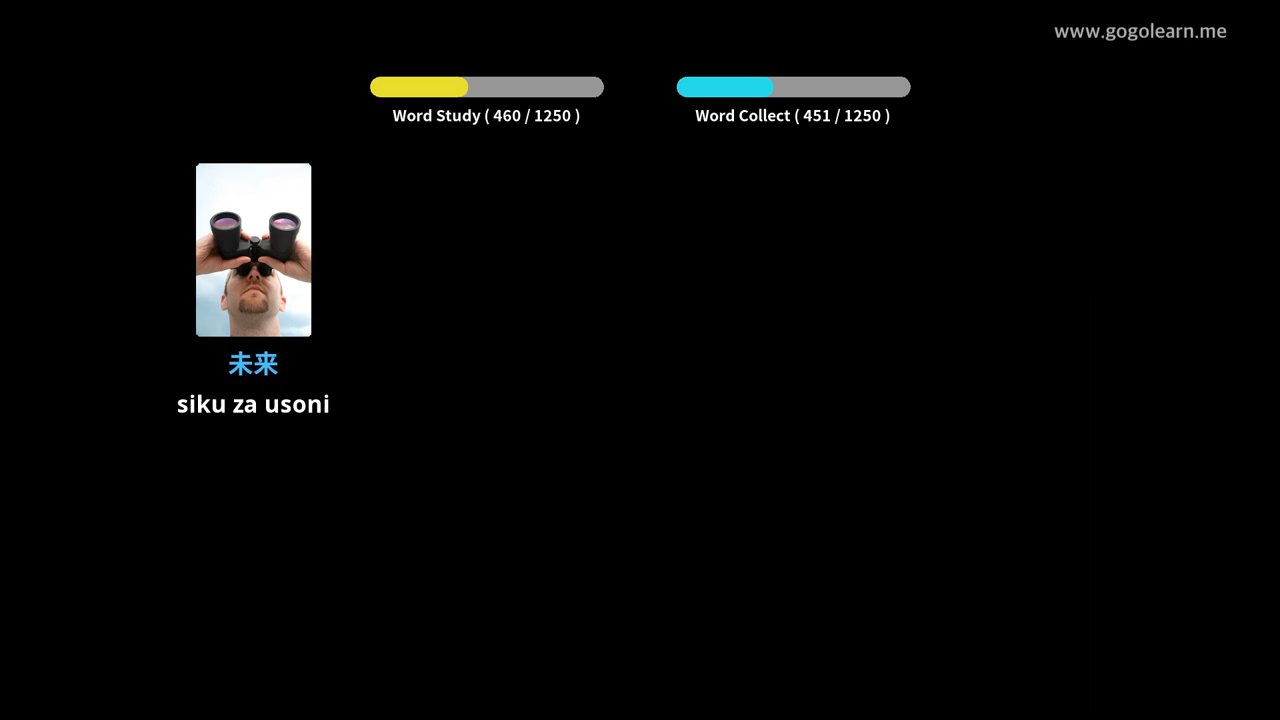 www.gogolearn.me
Word Study ( 460 / 1250 )
Word Collect ( 451 / 1250 )
未来
siku za usoni